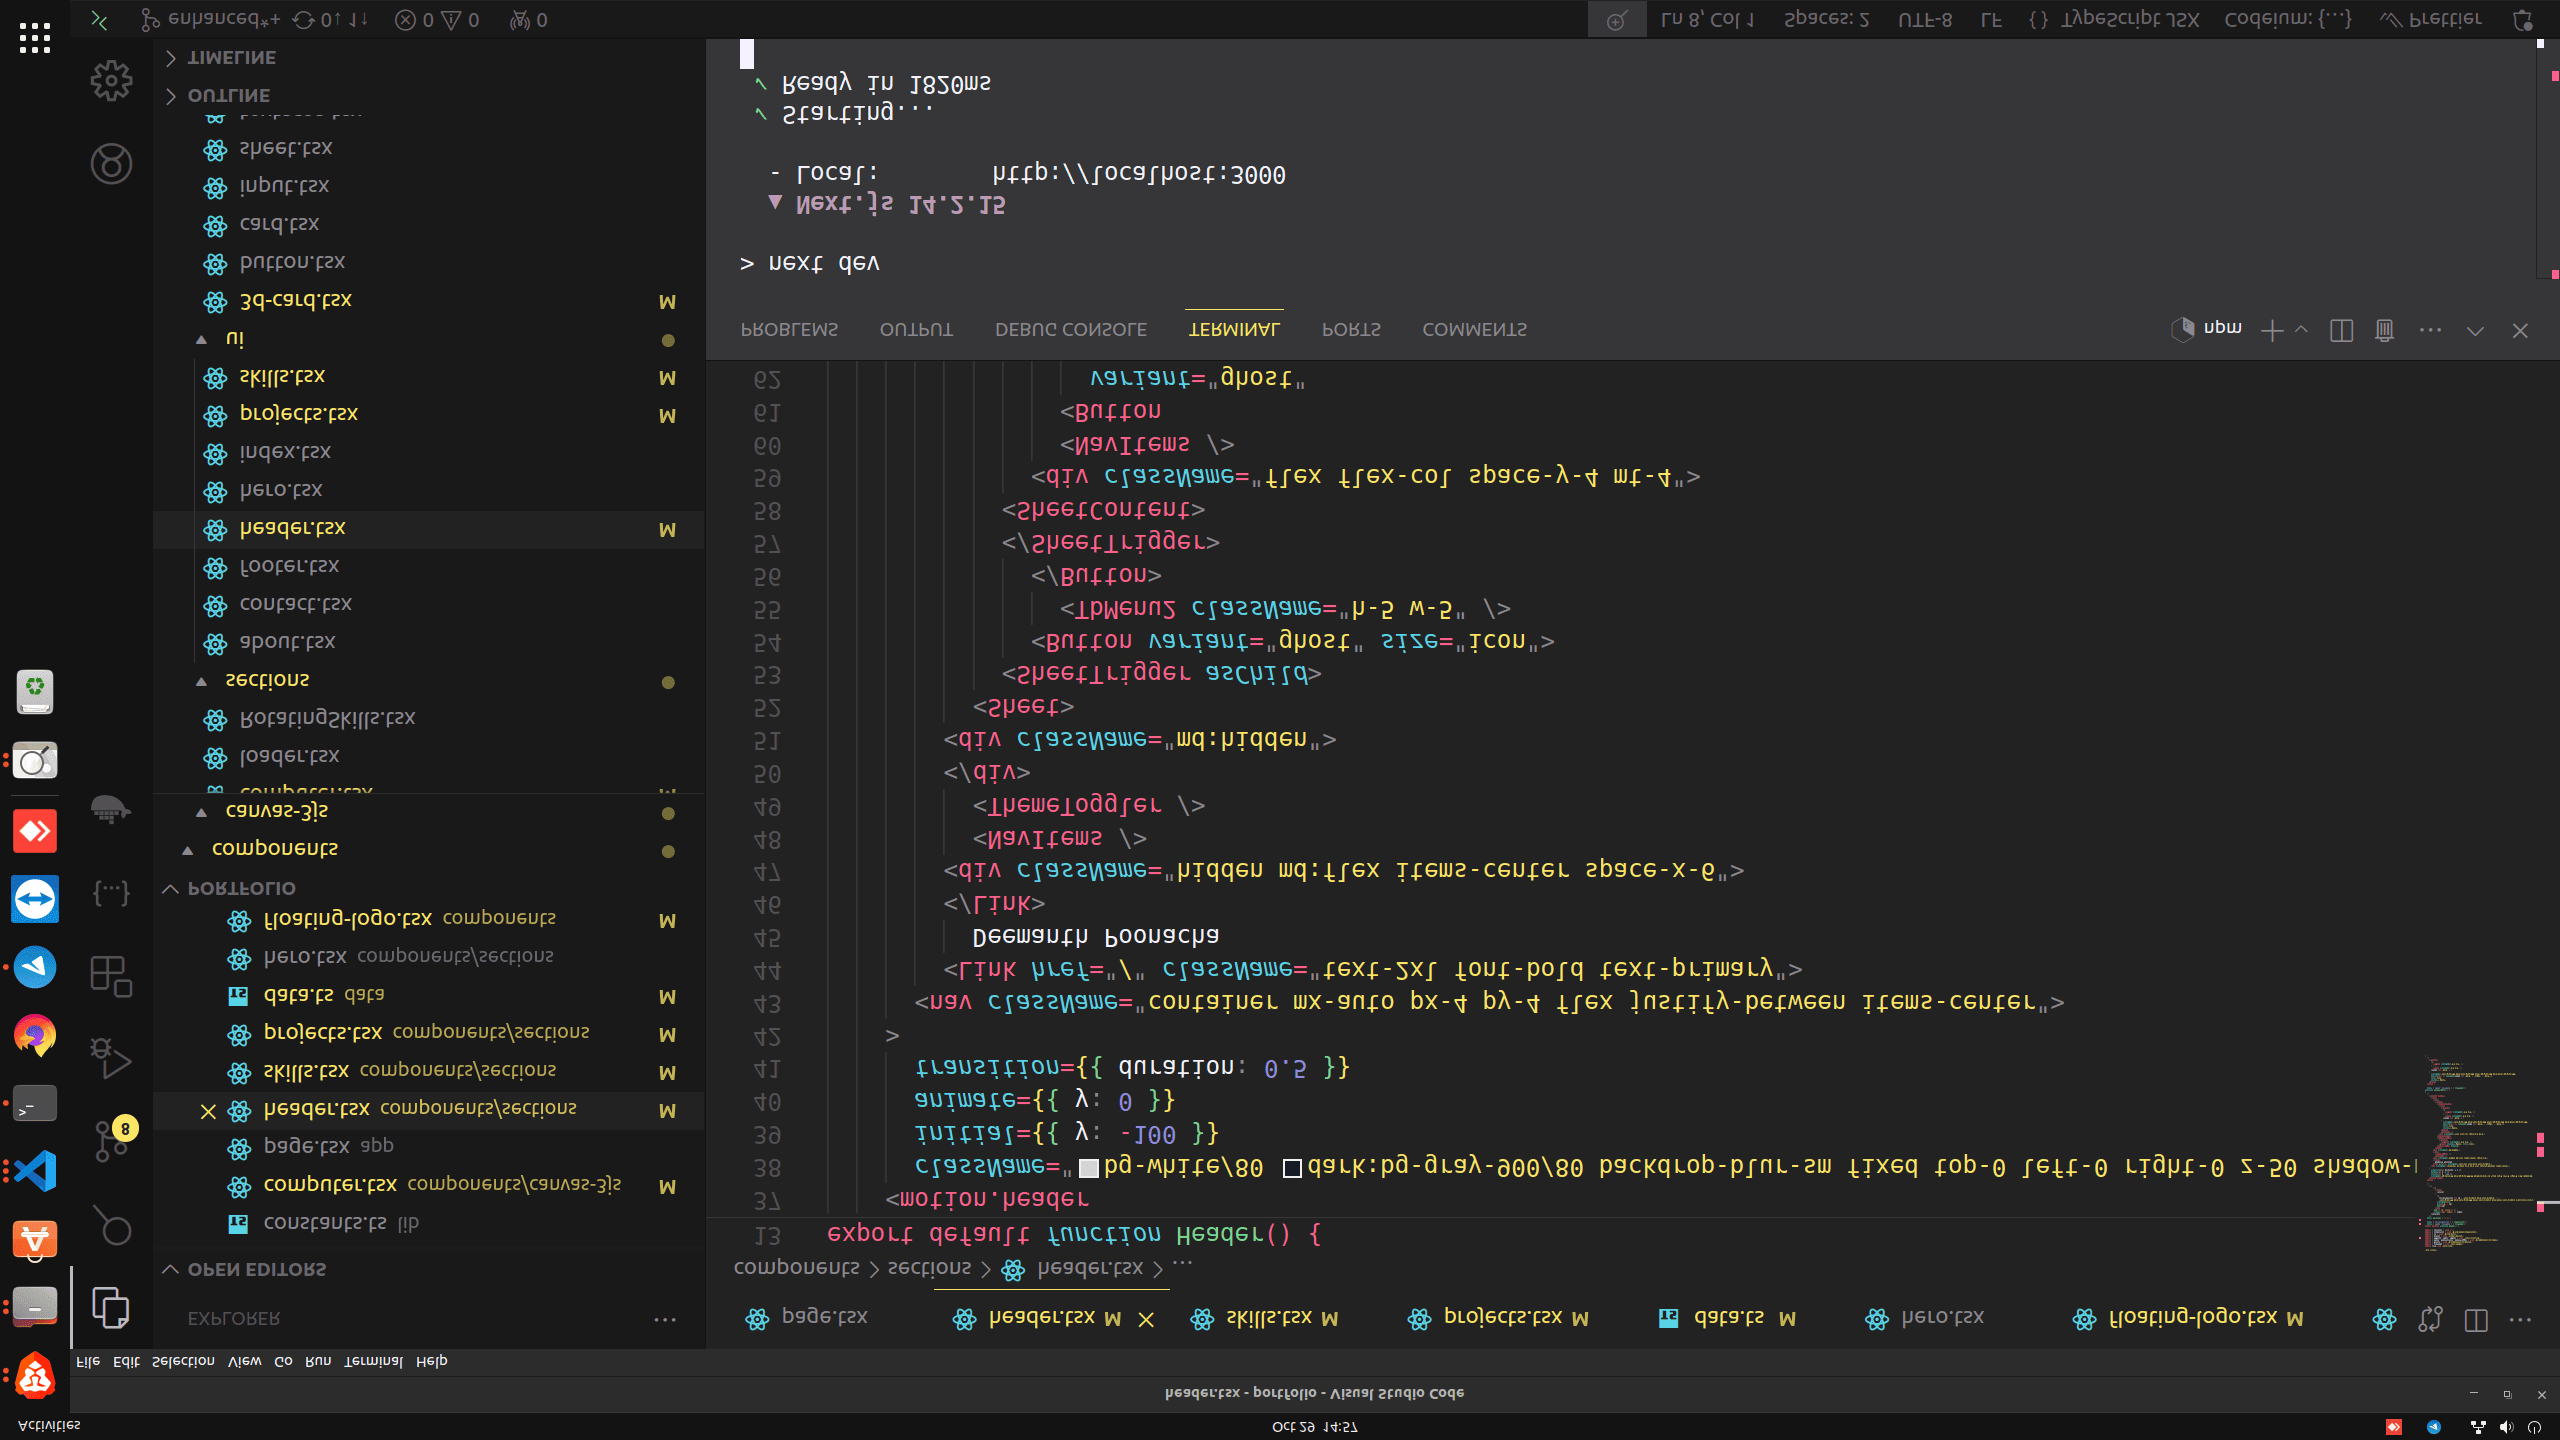 Activities
Oct 29 14:57
header.tsx - portfolio - Visual Studio Code
File Edit Selection View Go Run Terminal Help
EXPLORER
OPEN EDITORS
constants.ts lib
computer.tsx components/canvas-3js M
page.tsx app
header.tsx components/sections M
skills.tsx components/sections M
projects.tsx components/sections M
data.ts data M
hero.tsx components/sections
floating-logo.tsx components M
PORTFOLIO
components
canvas-3js
computer.tsx M
loader.tsx
RotatingSkills.tsx
sections
about.tsx
contact.tsx
footer.tsx
header.tsx M
hero.tsx
index.tsx
projects.tsx M
skills.tsx M
ui
3d-card.tsx M
button.tsx
card.tsx
input.tsx
sheet.tsx
OUTLINE
TIMELINE
8
page.tsx header.tsx M skills.tsx M projects.tsx M data.ts M hero.tsx floating-logo.tsx M
components > sections > header.tsx > ...
13 export default function Header() {
37 <motion.header
38 className="bg-white/80 dark:bg-gray-900/80 backdrop-blur-sm fixed top-0 left-0 right-0 z-50 shadow-
39 initial={{ y: -100 }}
40 animate={{ y: 0 }}
41 transition={{ duration: 0.5 }}
42 >
43 <nav className="container mx-auto px-4 py-4 flex justify-between items-center">
44 <Link href="/" className="text-2xl font-bold text-primary">
45 Deemanth Poonacha
46 </Link>
47 <div className="hidden md:flex items-center space-x-6">
48 <NavItems />
49 <ThemeToggler />
50 </div>
51 <div className="md:hidden">
52 <Sheet>
53 <SheetTrigger asChild>
54 <Button variant="ghost" size="icon">
55 <TbMenu2 className="h-5 w-5" />
56 </Button>
57 </SheetTrigger>
58 <SheetContent>
59 <div className="flex flex-col space-y-4 mt-4">
60 <NavItems />
61 <Button
62 variant="ghost"
PROBLEMS OUTPUT DEBUG CONSOLE TERMINAL PORTS COMMENTS npm
> next dev
▲ Next.js 14.2.15
- Local: http://localhost:3000
✓ Starting...
✓ Ready in 1820ms
enhanced*+ 0↓ 1↑ 0 0 0 Ln 8, Col 1 Spaces: 2 UTF-8 LF { } TypeScript JSX Codeium: {...} Prettier